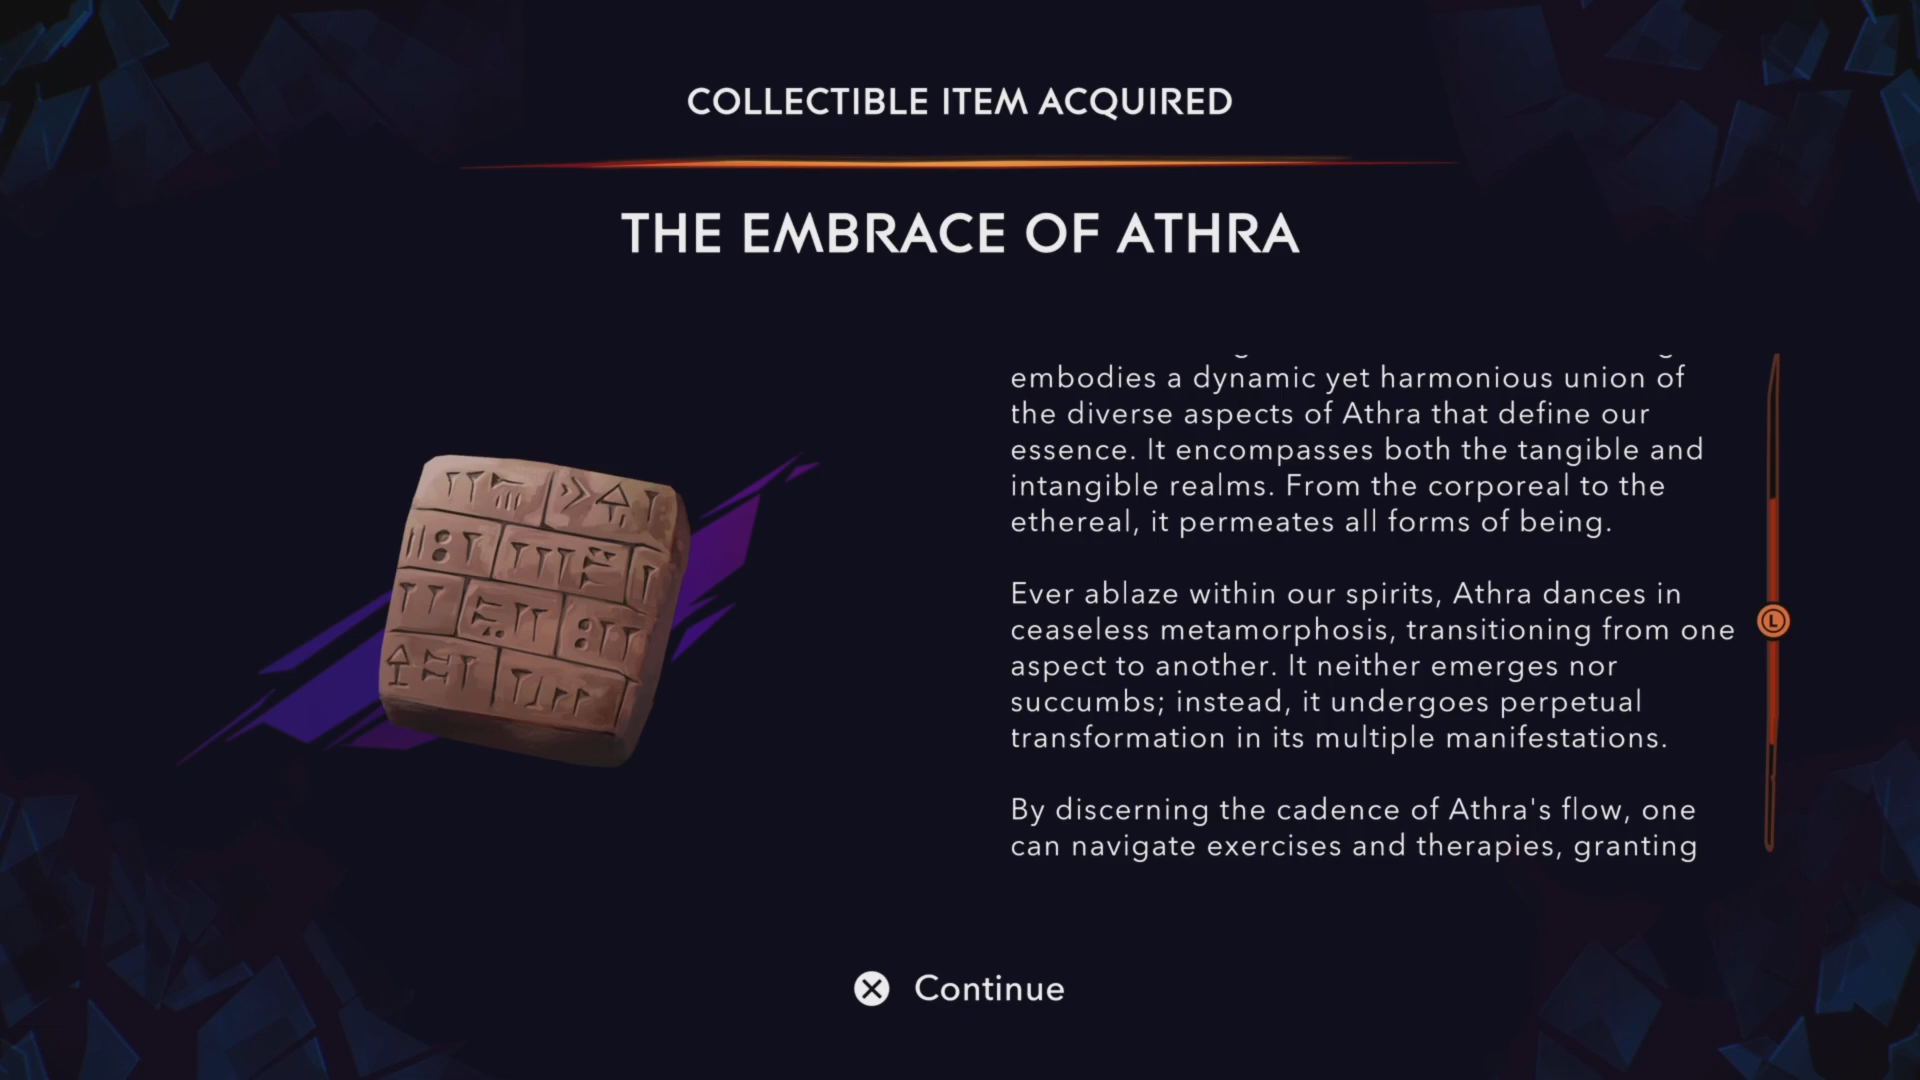 COLLECTIBLE ITEM ACQUIRED
THE EMBRACE OF ATHRA
embodies a dynamic yet harmonious union of
the diverse aspects of Athra that define our
essence. It encompasses both the tangible and
intangible realms. From the corporeal to the
ethereal, it permeates all forms of being.
Ever ablaze within our spirits, Athra dances in
ceaseless metamorphosis, transitioning from one
aspect to another. It neither emerges nor
succumbs; instead, it undergoes perpetual
transformation in its multiple manifestations.
By discerning the cadence of Athra's flow, one
can navigate exercises and therapies, granting
L
Continue